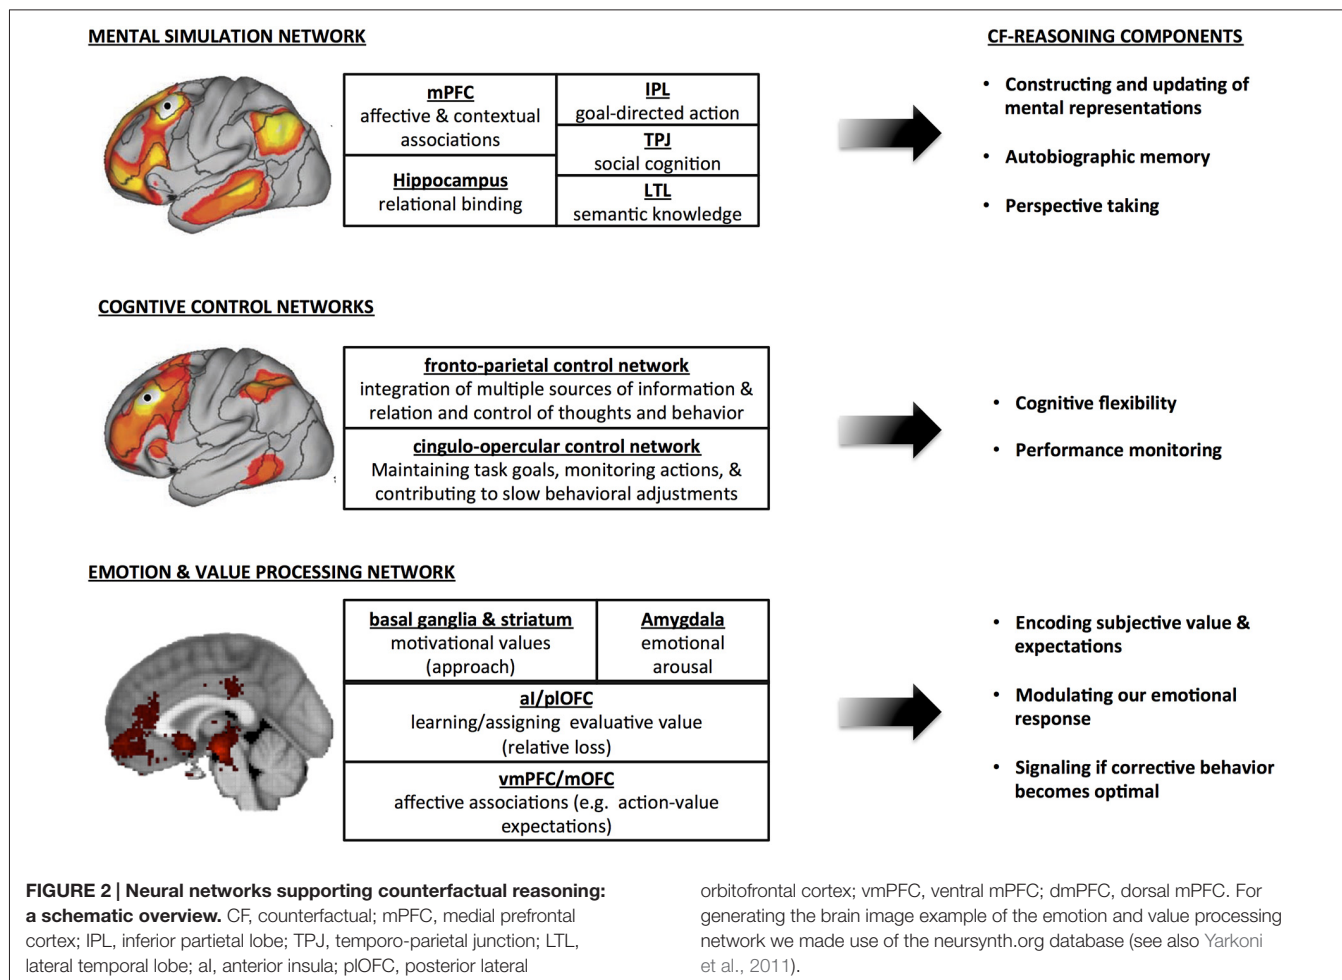 MENTAL SIMULATION NETWORK
mPFC
affective & contextual
associations
Hippocampus
relational binding
IPL
goal-directed action
TPJ
social cognition
LTL
semantic knowledge
CF-REASONING COMPONENTS
• Constructing and updating of
mental representations
• Autobiographic memory
• Perspective taking
COGNTIVE CONTROL NETWORKS
fronto-parietal control network
integration of multiple sources of information &
relation and control of thoughts and behavior
cingulo-opercular control network
Maintaining task goals, monitoring actions, &
contributing to slow behavioral adjustments
• Cognitive flexibility
• Performance monitoring
EMOTION & VALUE PROCESSING NETWORK
basal ganglia & striatum
motivational values
(approach)
Amygdala
emotional
arousal
aI/plOFC
learning/assigning evaluative value
(relative loss)
vmPFC/mOFC
affective associations (e.g. action-value
expectations)
• Encoding subjective value &
expectations
• Modulating our emotional
response
• Signaling if corrective behavior
becomes optimal
FIGURE 2 | Neural networks supporting counterfactual reasoning:
a schematic overview. CF, counterfactual; mPFC, medial prefrontal
cortex; IPL, inferior partietal lobe; TPJ, temporo-parietal junction; LTL,
lateral temporal lobe; aI, anterior insula; plOFC, posterior lateral
orbitofrontal cortex; vmPFC, ventral mPFC; dmPFC, dorsal mPFC. For
generating the brain image example of the emotion and value processing
network we made use of the neursynth.org database (see also Yarkoni
et al., 2011).